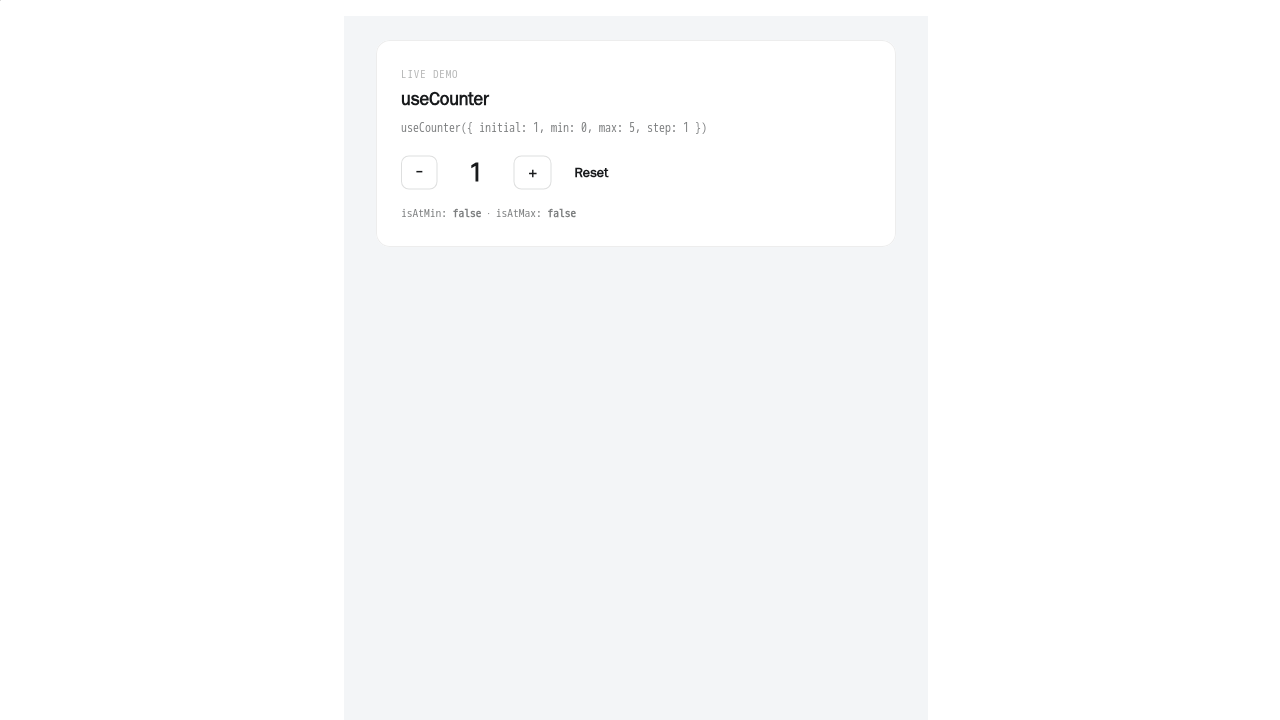 LIVE DEMO
useCounter
useCounter({ initial: 1, min: 0, max: 5, step: 1 })
− 1 + Reset
isAtMin: false · isAtMax: false